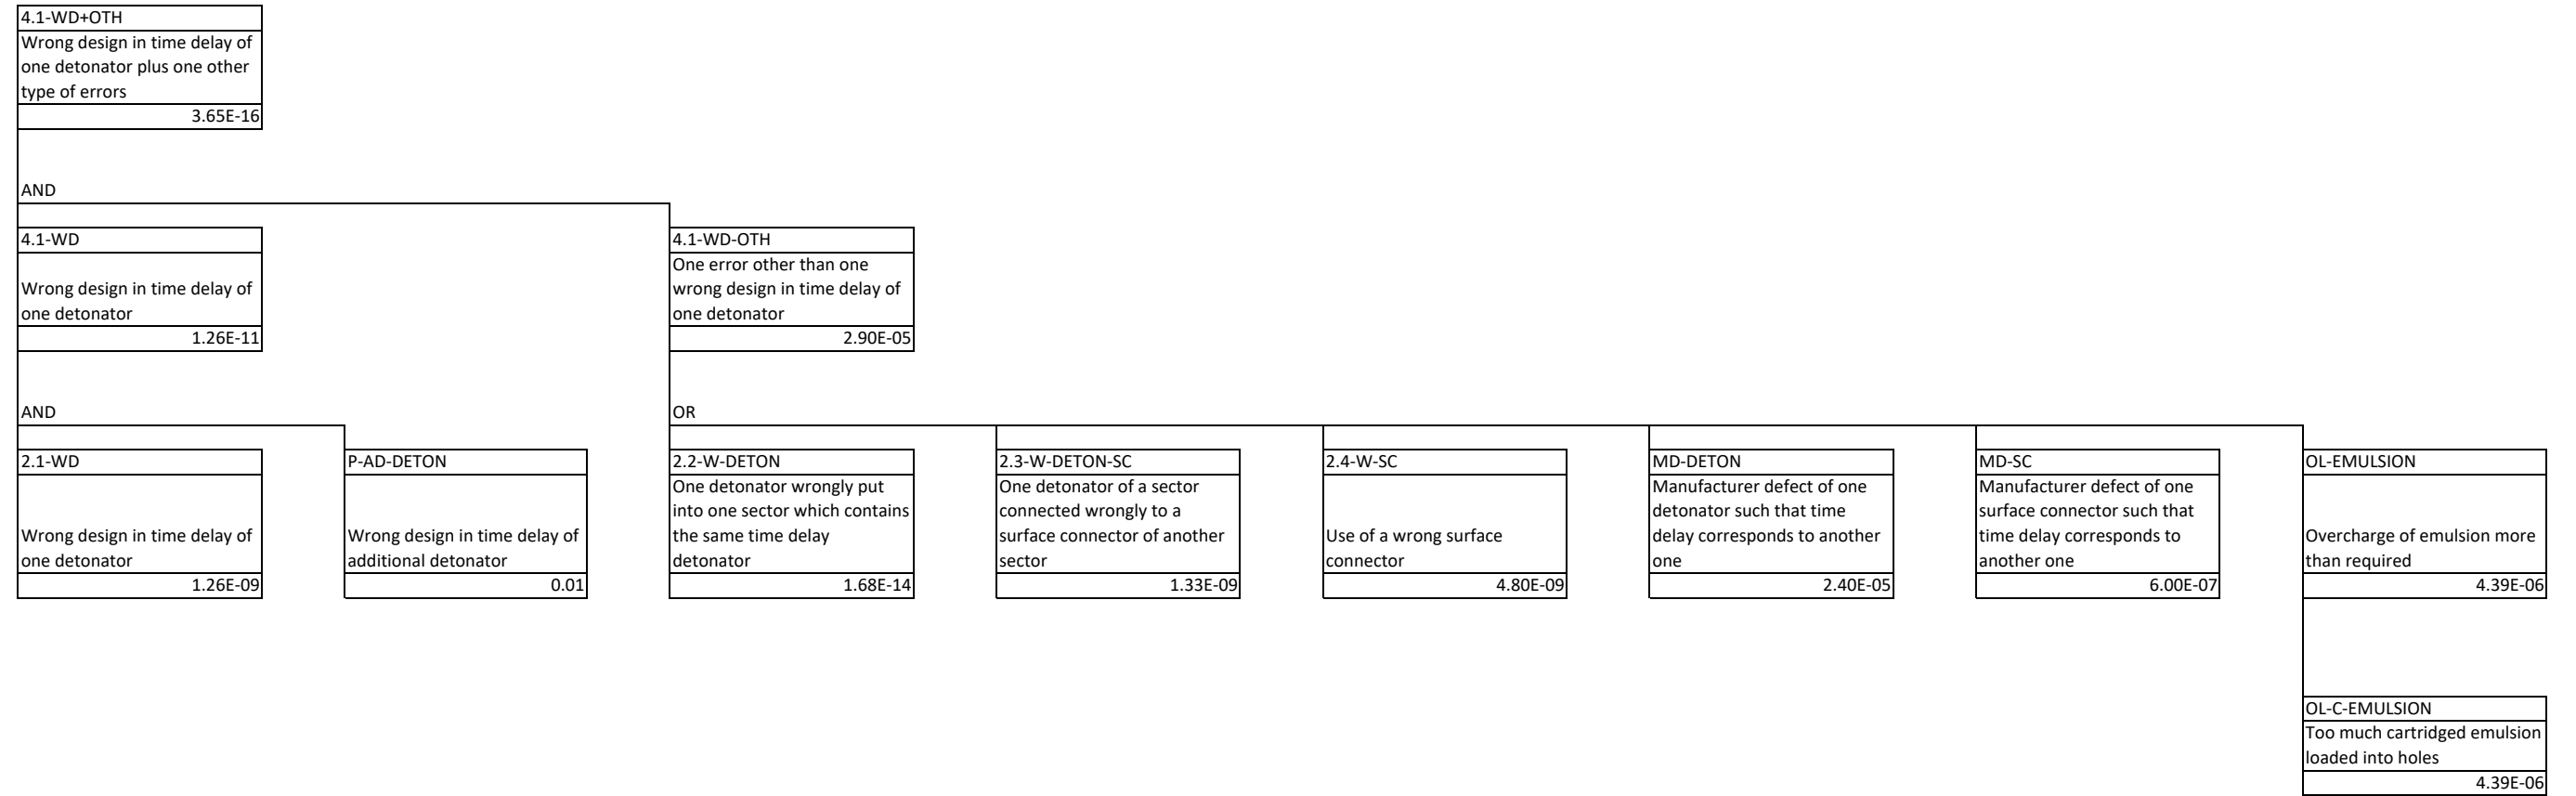 4.1-WD+OTH
Wrong design in time delay of
one detonator plus one other
type of errors
3.65E-16
AND
4.1-WD
Wrong design in time delay of
one detonator
1.26E-11
4.1-WD-OTH
One error other than one
wrong design in time delay of
one detonator
2.90E-05
AND
OR
2.1-WD
Wrong design in time delay of
one detonator
1.26E-09
P-AD-DETON
Wrong design in time delay of
additional detonator
0.01
2.2-W-DETON
One detonator wrongly put
into one sector which contains
the same time delay
detonator
1.68E-14
2.3-W-DETON-SC
One detonator of a sector
connected wrongly to a
surface connector of another
sector
1.33E-09
2.4-W-SC
Use of a wrong surface
connector
4.80E-09
MD-DETON
Manufacturer defect of one
detonator such that time
delay corresponds to another
one
2.40E-05
MD-SC
Manufacturer defect of one
surface connector such that
time delay corresponds to
another one
6.00E-07
OL-EMULSION
Overcharge of emulsion more
than required
4.39E-06
OL-C-EMULSION
Too much cartridged emulsion
loaded into holes
4.39E-06